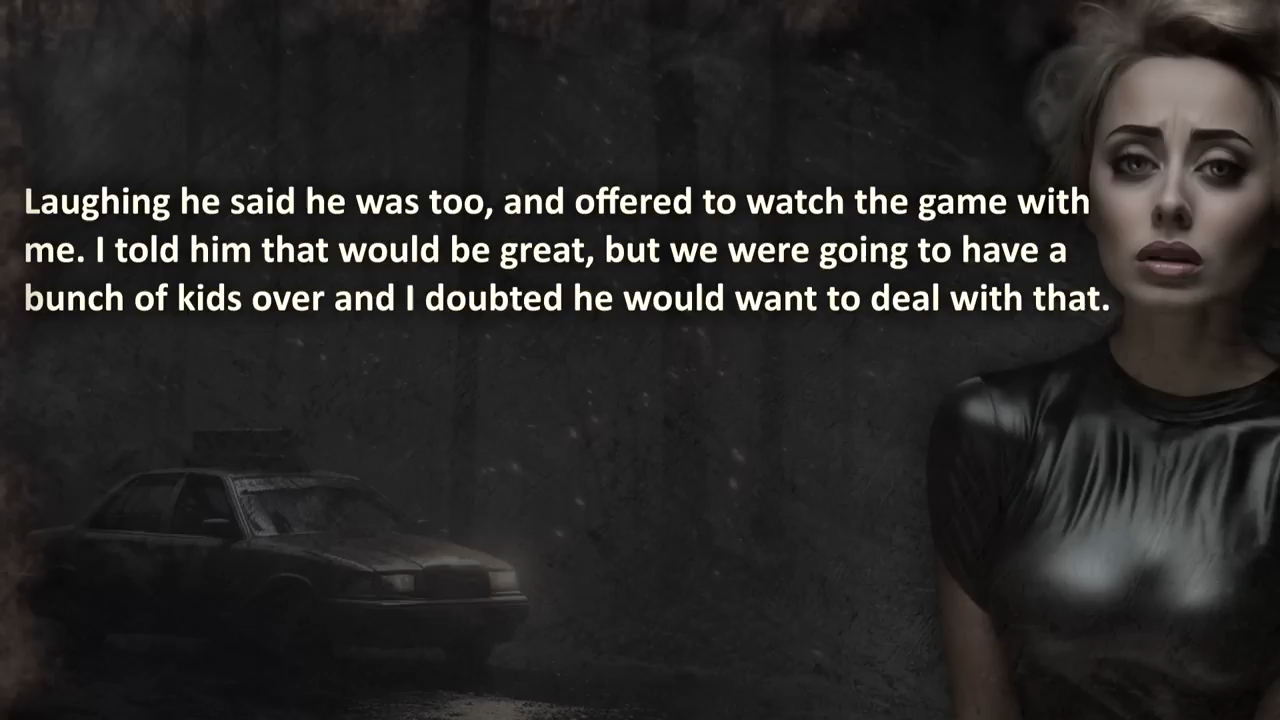 Laughing he said he was too, and offered to watch the game with
me. I told him that would be great, but we were going to have a
bunch of kids over and I doubted he would want to deal with that.